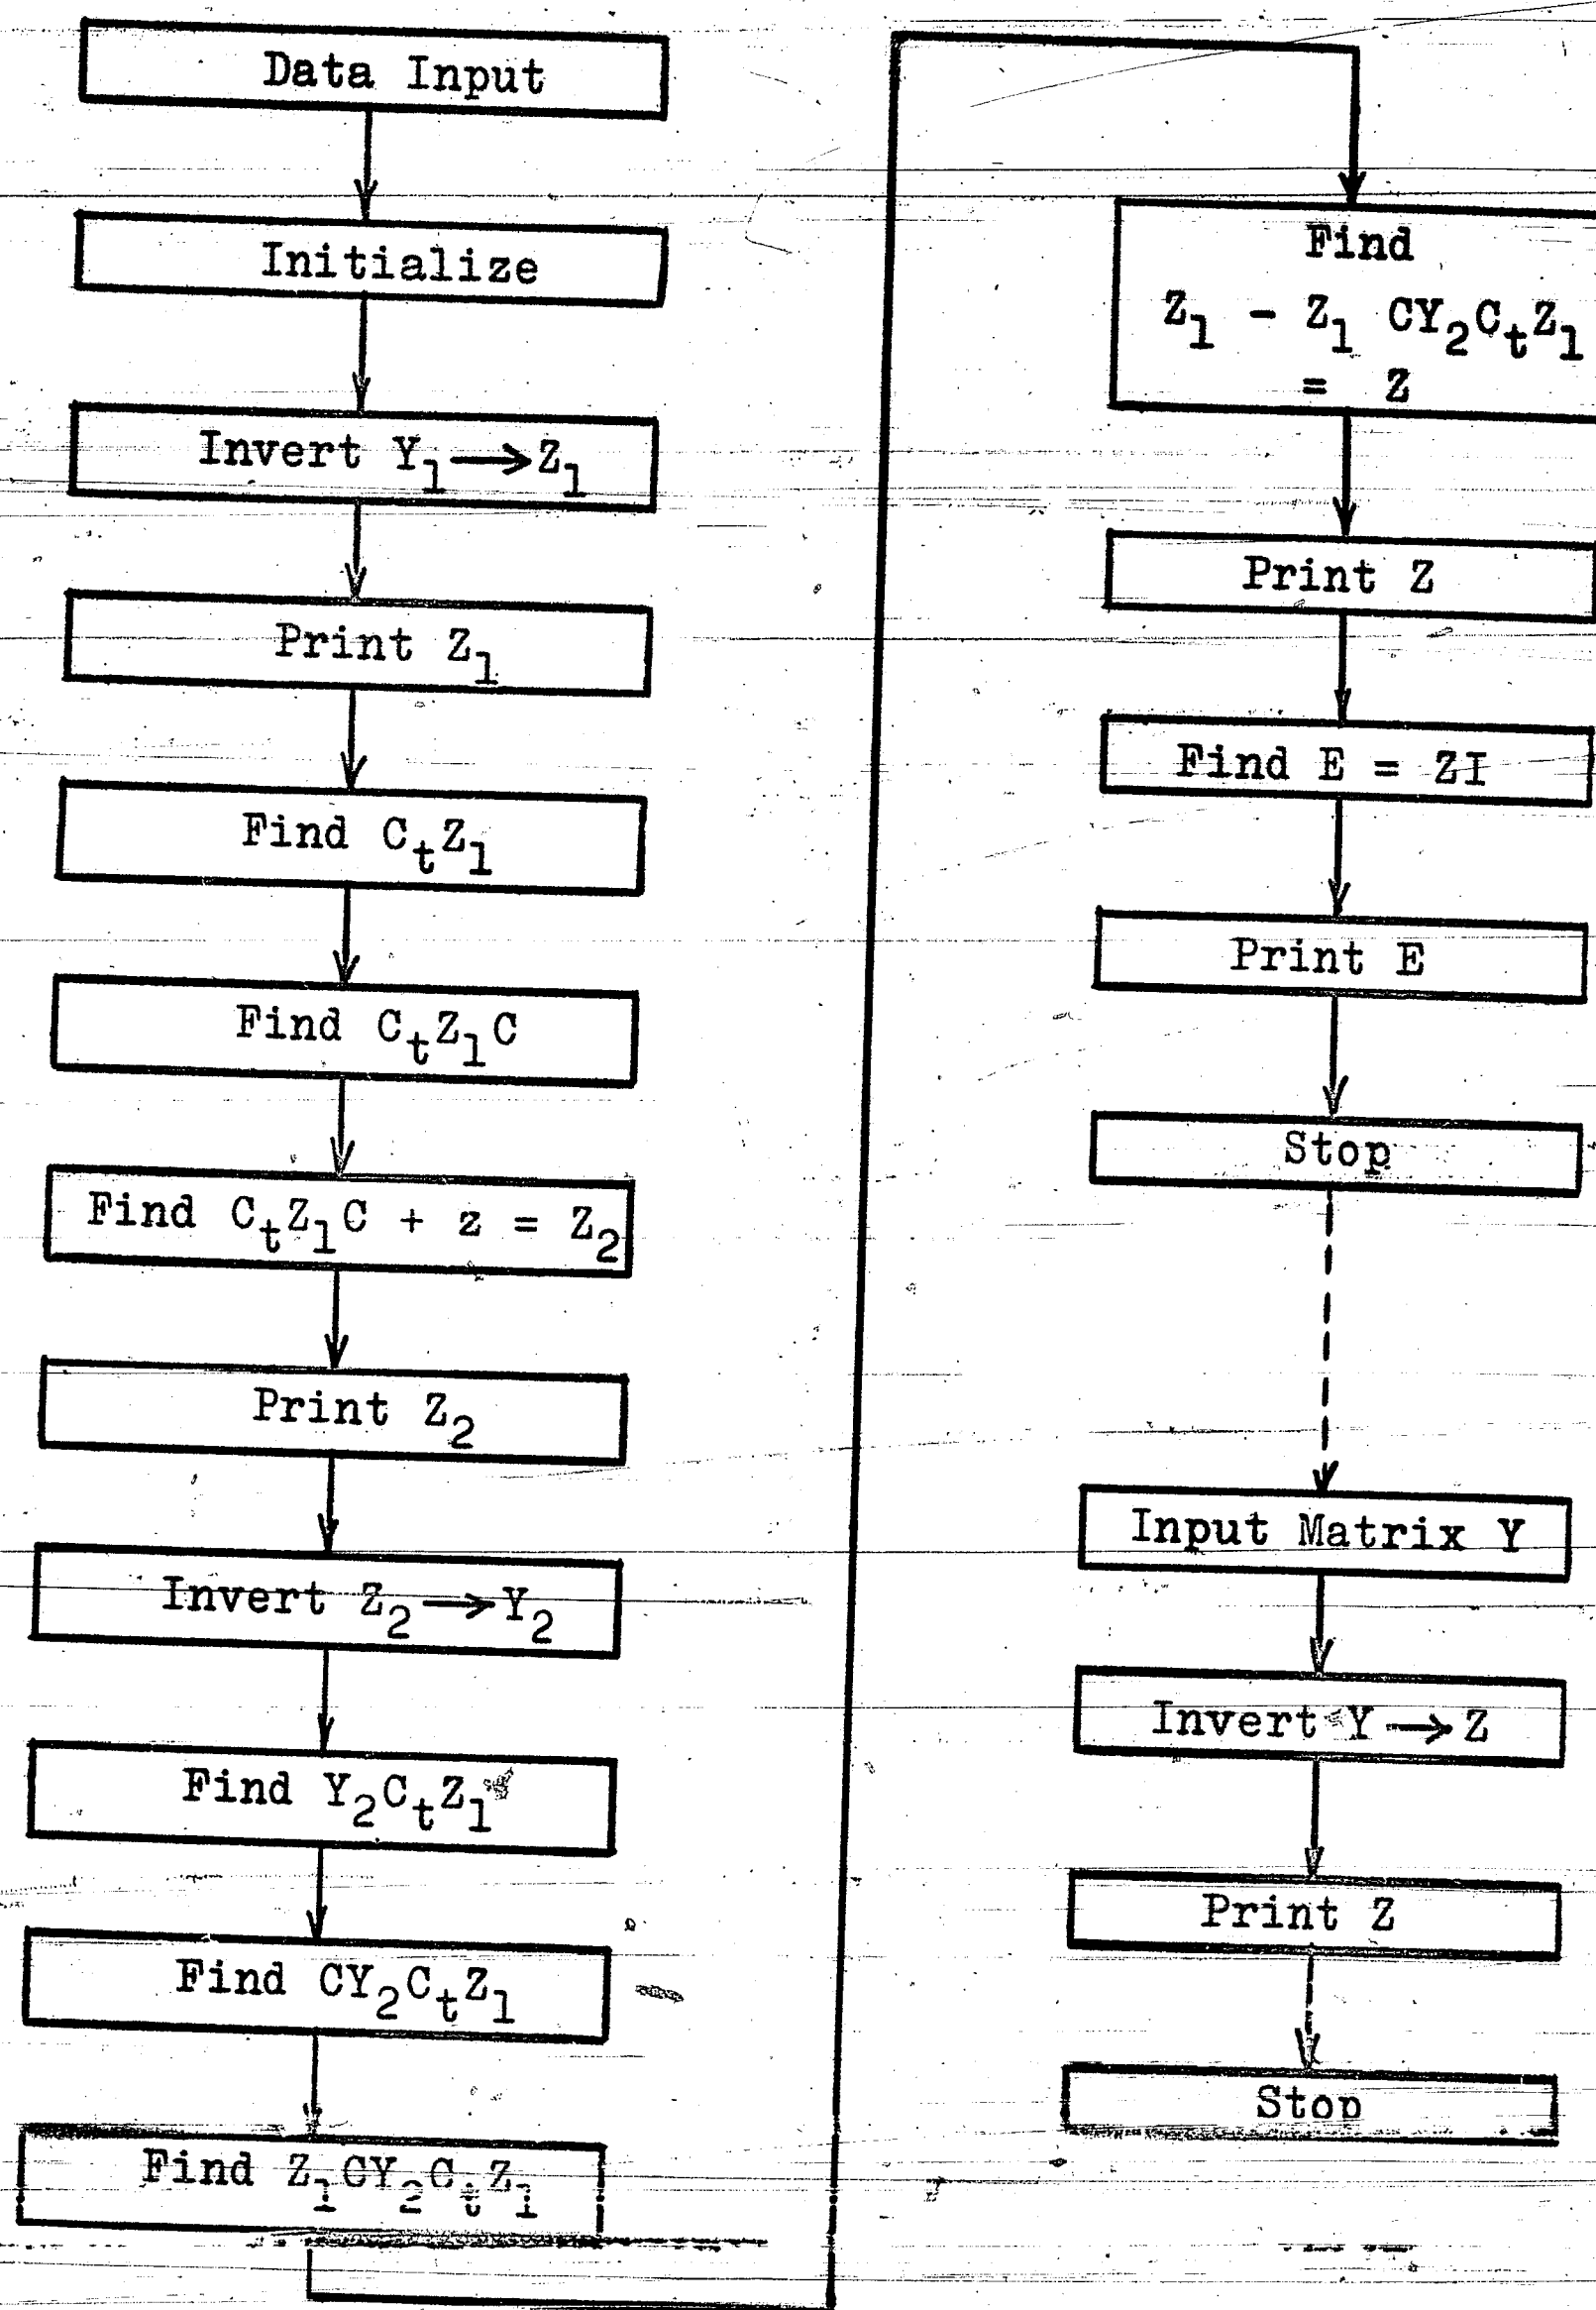 Data Input
Initialize
Invert Y₁→Z₁
Print Z₁
Find CₜZ₁
Find CₜZ₁C
Find CₜZ₁C + z = Z₂
Print Z₂
Invert Z₂→Y₂
Find Y₂CₜZ₁
Find CY₂CₜZ₁
Find Z₁CY₂CₜZ₁
Find
Z₁ - Z₁ CY₂CₜZ₁
= Z
Print Z
Find E = ZI
Print E
Stop
Input Matrix Y
Invert Y→Z
Print Z
Stop